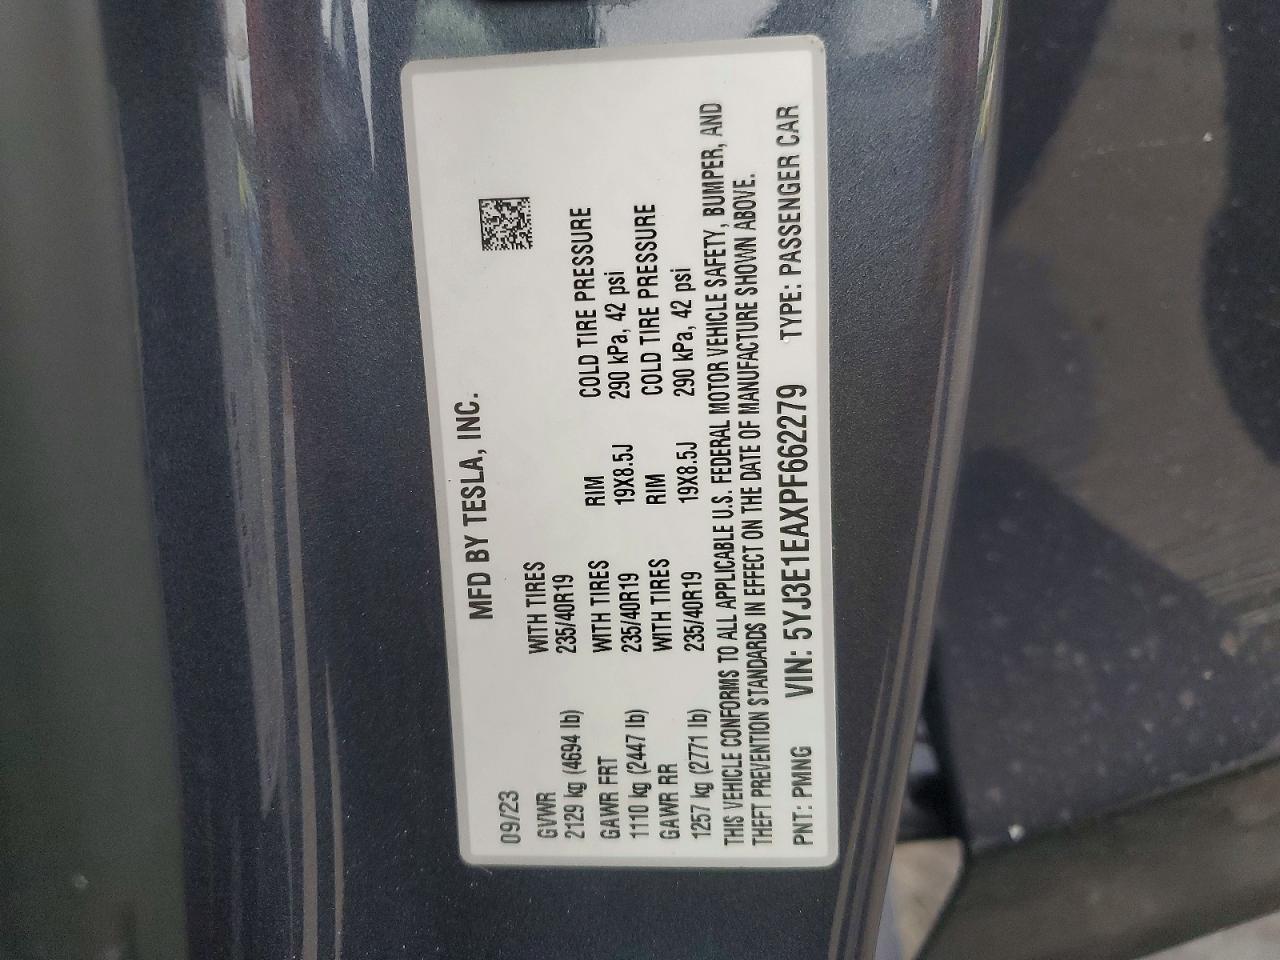 MFD BY TESLA, INC.
09/23
GVWR WITH TIRES
2129 kg (4694 lb) 235/40R19
GAWR FRT WITH TIRES RIM COLD TIRE PRESSURE
1110 kg (2447 lb) 235/40R19 19X8.5J 290 kPa, 42 psi
GAWR RR WITH TIRES RIM COLD TIRE PRESSURE
1257 kg (2771 lb) 235/40R19 19X8.5J 290 kPa, 42 psi
THIS VEHICLE CONFORMS TO ALL APPLICABLE U.S. FEDERAL MOTOR VEHICLE SAFETY, BUMPER, AND
THEFT PREVENTION STANDARDS IN EFFECT ON THE DATE OF MANUFACTURE SHOWN ABOVE.
PNT: PMNG VIN: 5YJ3E1EAXPF662279 TYPE: PASSENGER CAR